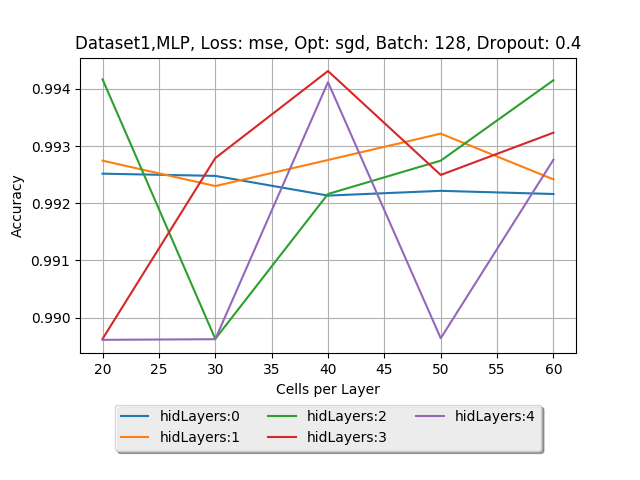 Dataset1,MLP, Loss: mse, Opt: sgd, Batch: 128, Dropout: 0.4
0.994
0.993
0.992
0.991
0.990
Accuracy
20 25 30 35 40 45 50 55 60
Cells per Layer
hidLayers:0 hidLayers:2 hidLayers:4
hidLayers:1 hidLayers:3